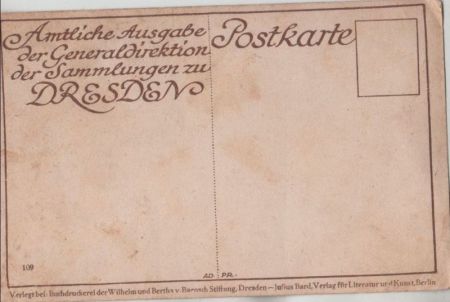 Amtliche Ausgabe
der Generaldirektion
der Sammlungen zu
DRESDEN
Postkarte
109
AD. PR.
Verlegt bei: Buchdruckerei der Wilhelm und Bertha v. Baensch Stiftung, Dresden – Julius Bard, Verlag für Literatur und Kunst, Berlin